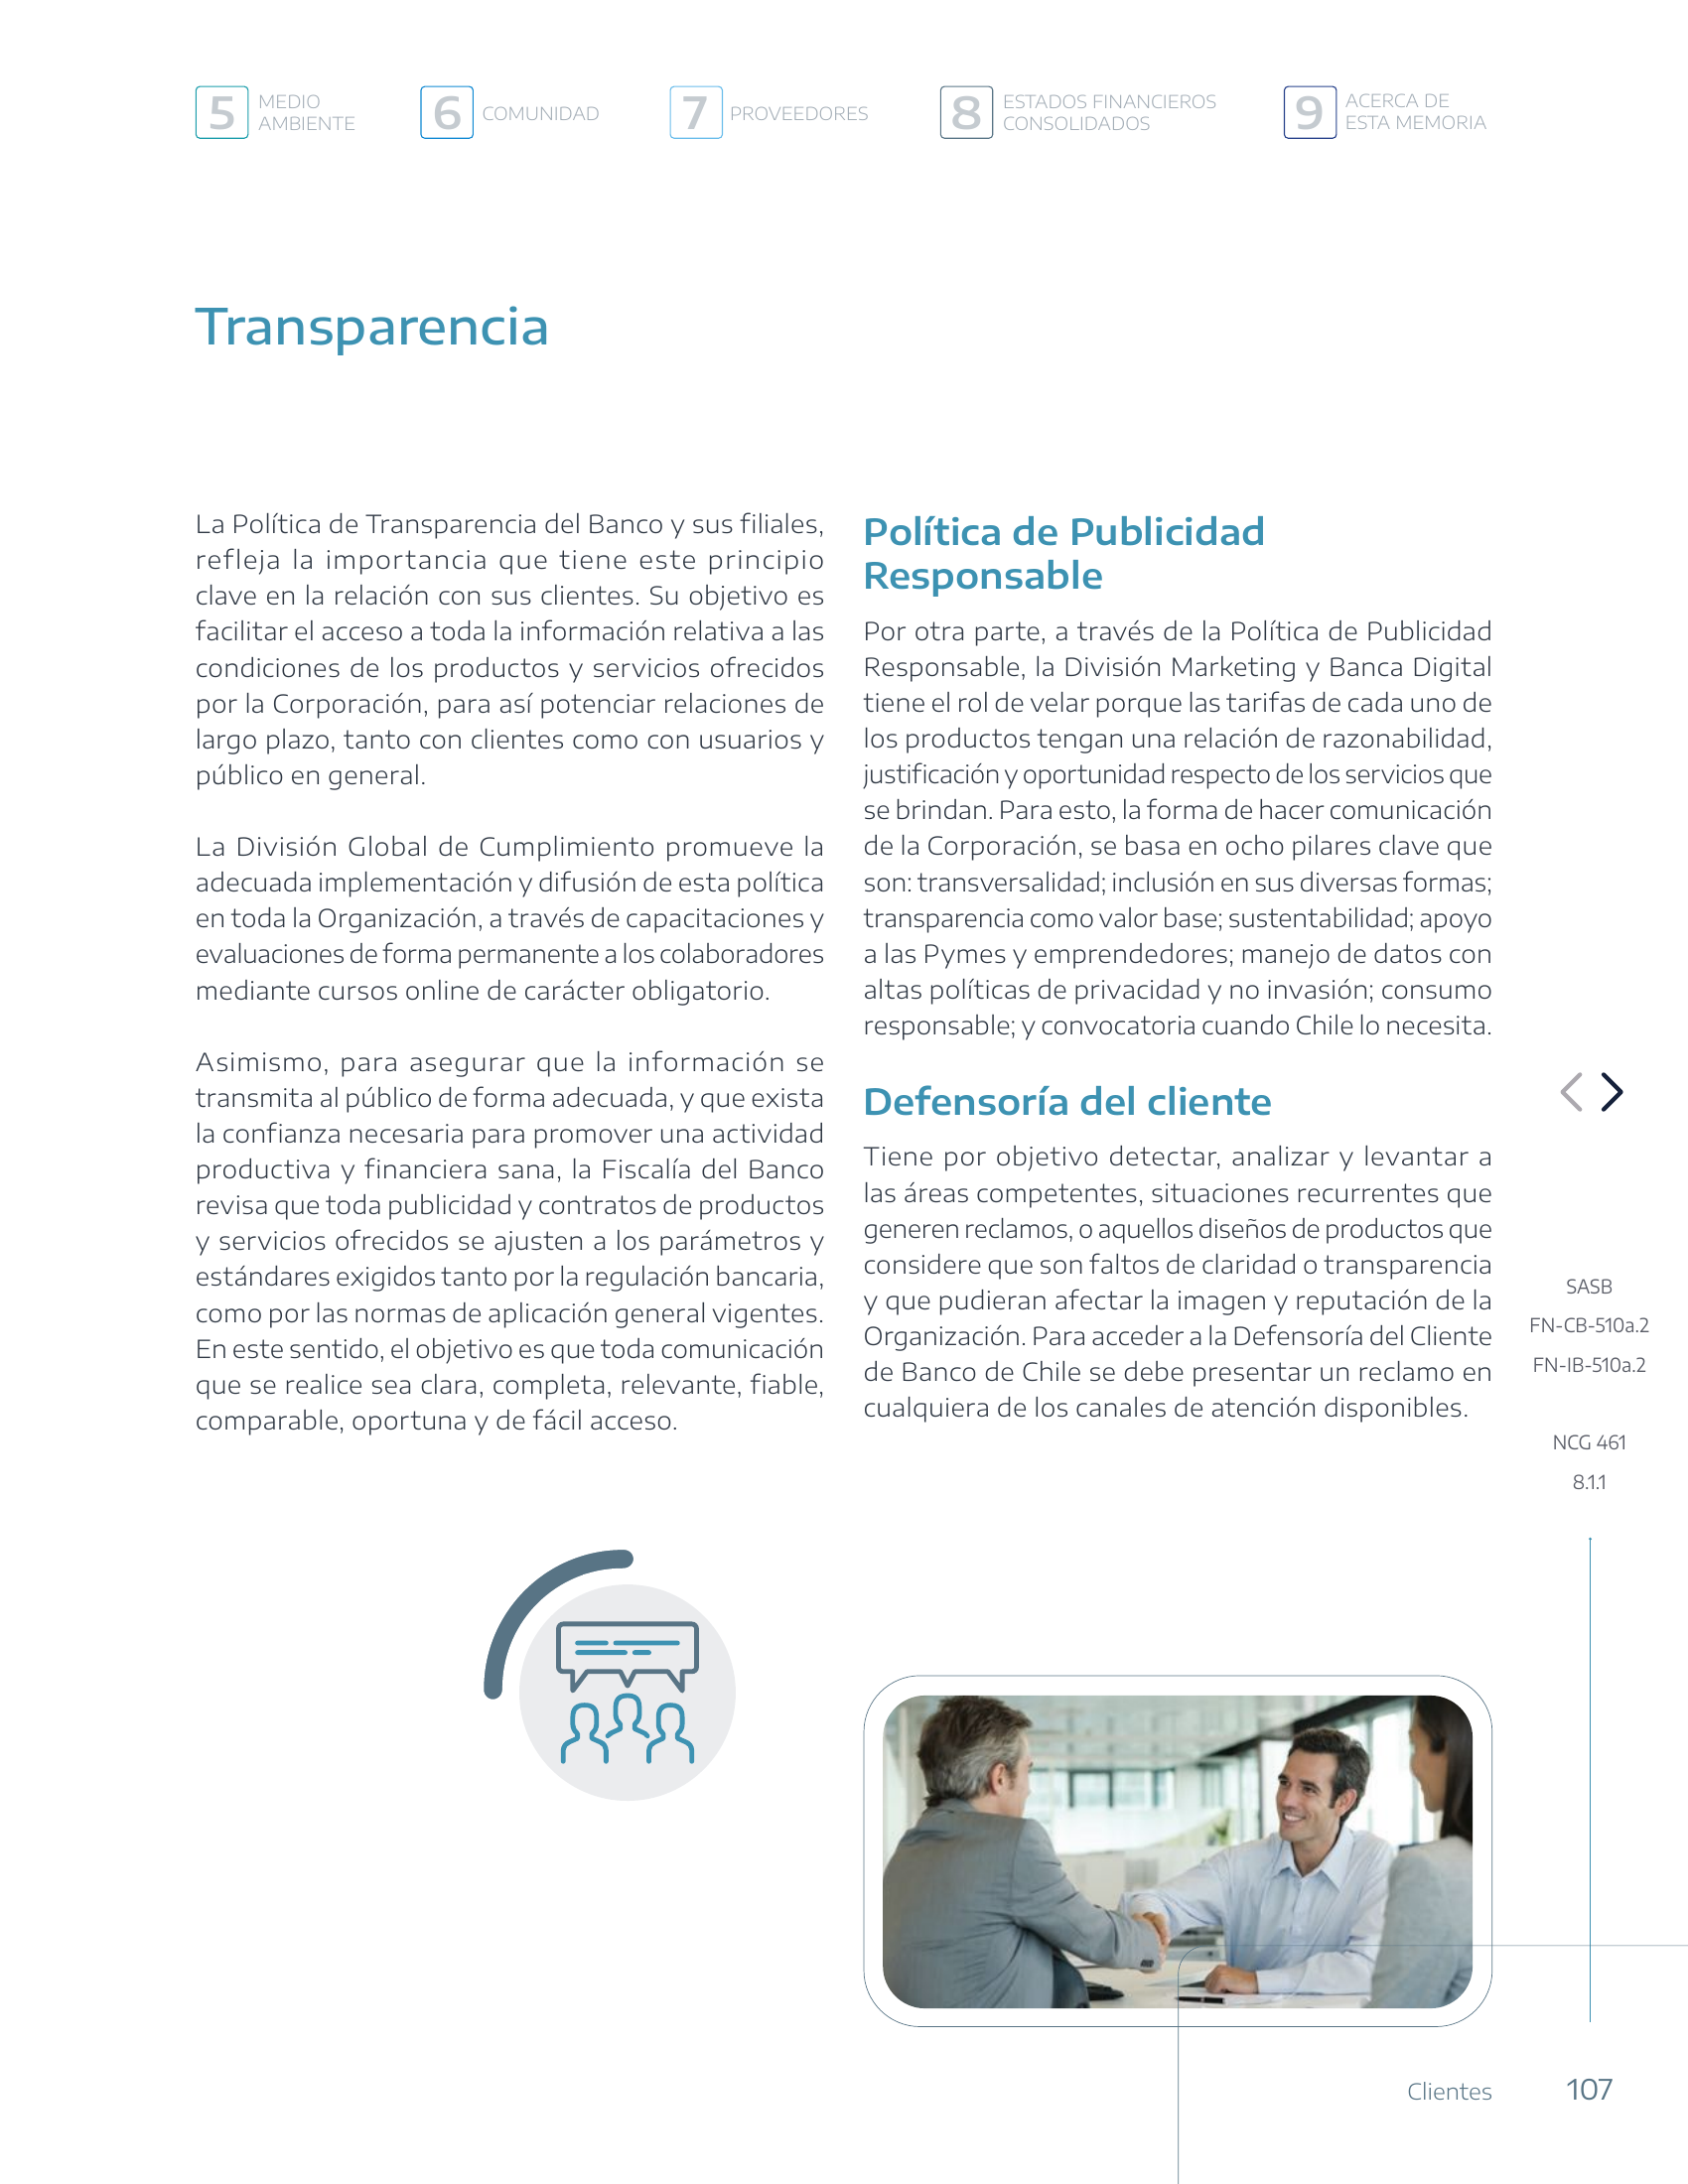 5 MEDIO AMBIENTE
6 COMUNIDAD
7 PROVEEDORES
8 ESTADOS FINANCIEROS CONSOLIDADOS
9 ACERCA DE ESTA MEMORIA
Transparencia
La Política de Transparencia del Banco y sus filiales,
refleja la importancia que tiene este principio
clave en la relación con sus clientes. Su objetivo es
facilitar el acceso a toda la información relativa a las
condiciones de los productos y servicios ofrecidos
por la Corporación, para así potenciar relaciones de
largo plazo, tanto con clientes como con usuarios y
público en general.
La División Global de Cumplimiento promueve la
adecuada implementación y difusión de esta política
en toda la Organización, a través de capacitaciones y
evaluaciones de forma permanente a los colaboradores
mediante cursos online de carácter obligatorio.
Asimismo, para asegurar que la información se
transmita al público de forma adecuada, y que exista
la confianza necesaria para promover una actividad
productiva y financiera sana, la Fiscalía del Banco
revisa que toda publicidad y contratos de productos
y servicios ofrecidos se ajusten a los parámetros y
estándares exigidos tanto por la regulación bancaria,
como por las normas de aplicación general vigentes.
En este sentido, el objetivo es que toda comunicación
que se realice sea clara, completa, relevante, fiable,
comparable, oportuna y de fácil acceso.
Política de Publicidad
Responsable
Por otra parte, a través de la Política de Publicidad
Responsable, la División Marketing y Banca Digital
tiene el rol de velar porque las tarifas de cada uno de
los productos tengan una relación de razonabilidad,
justificación y oportunidad respecto de los servicios que
se brindan. Para esto, la forma de hacer comunicación
de la Corporación, se basa en ocho pilares clave que
son: transversalidad; inclusión en sus diversas formas;
transparencia como valor base; sustentabilidad; apoyo
a las Pymes y emprendedores; manejo de datos con
altas políticas de privacidad y no invasión; consumo
responsable; y convocatoria cuando Chile lo necesita.
Defensoría del cliente
Tiene por objetivo detectar, analizar y levantar a
las áreas competentes, situaciones recurrentes que
generen reclamos, o aquellos diseños de productos que
considere que son faltos de claridad o transparencia
y que pudieran afectar la imagen y reputación de la
Organización. Para acceder a la Defensoría del Cliente
de Banco de Chile se debe presentar un reclamo en
cualquiera de los canales de atención disponibles.
SASB
FN-CB-510a.2
FN-IB-510a.2
NCG 461
8.1.1
Clientes 107